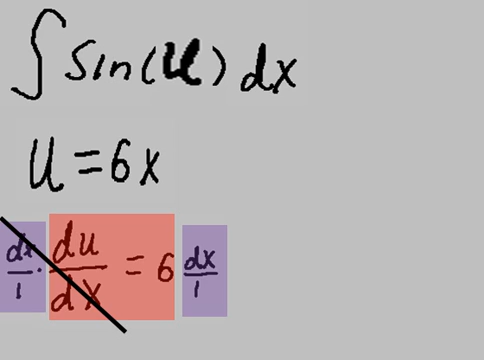 ∫ sin(u) dx
u = 6x
dx/1 · du/dx = 6 dx/1